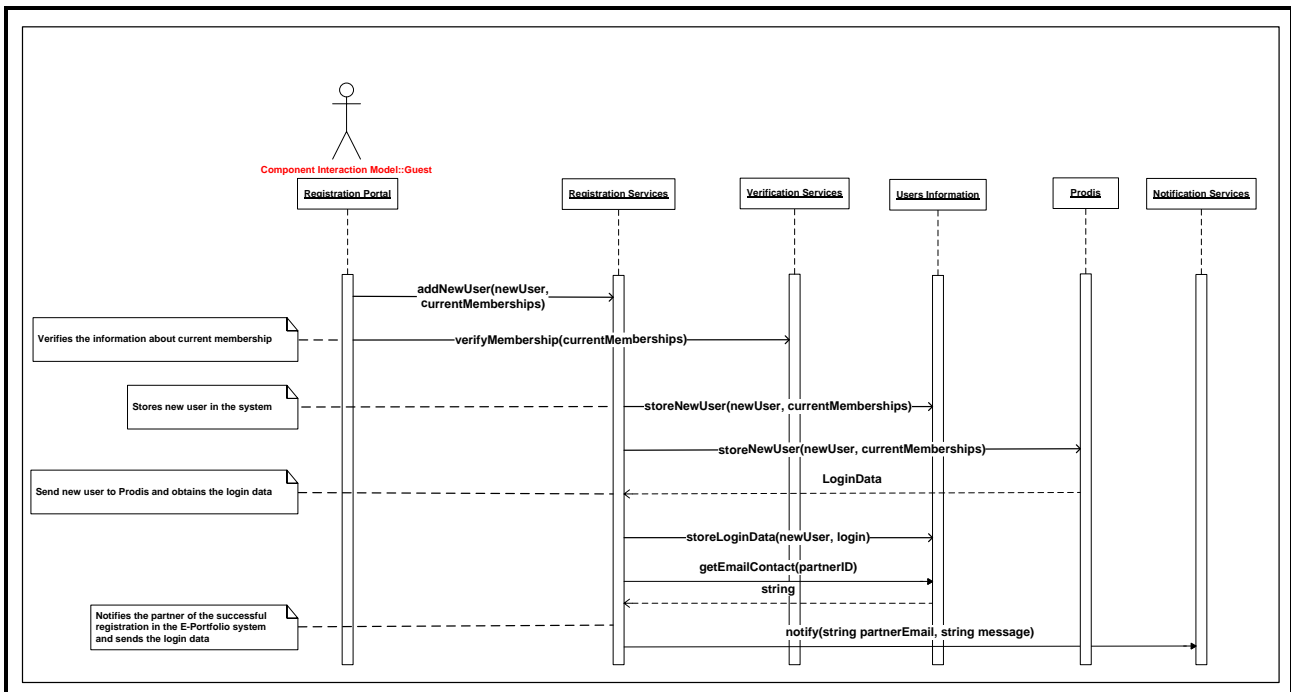 Component Interaction Model::Guest
Registration Portal
Registration Services
Verification Services
Users Information
Prodis
Notification Services
addNewUser(newUser,
currentMemberships)
Verifies the information about current membership
verifyMembership(currentMemberships)
Stores new user in the system
storeNewUser(newUser, currentMemberships)
storeNewUser(newUser, currentMemberships)
LoginData
Send new user to Prodis and obtains the login data
storeLoginData(newUser, login)
getEmailContact(partnerID)
string
Notifies the partner of the successful
registration in the E-Portfolio system
and sends the login data
notify(string partnerEmail, string message)